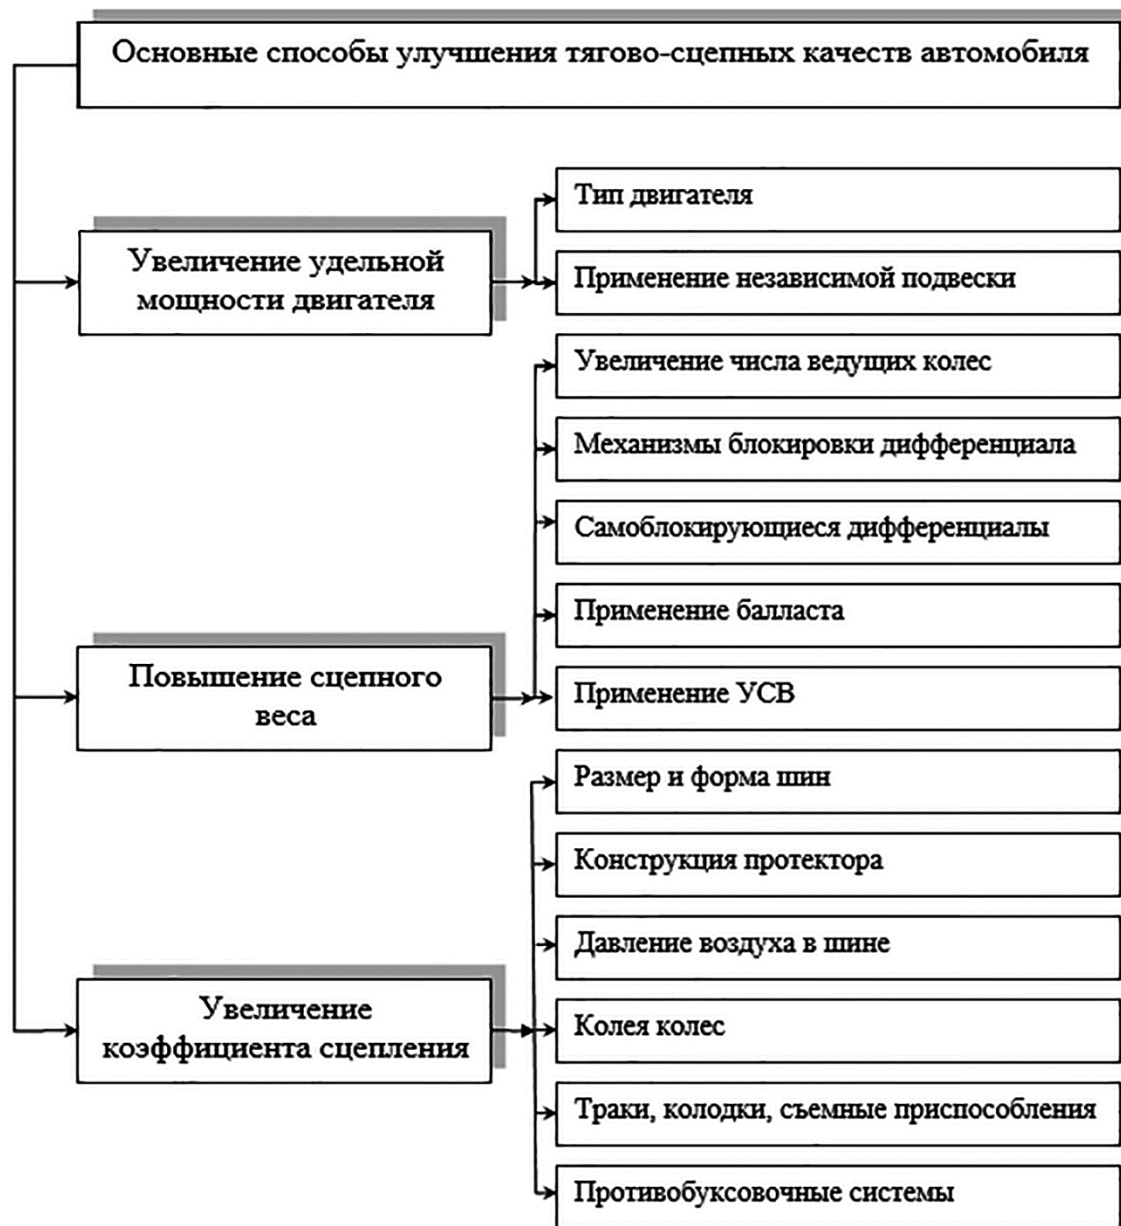 Основные способы улучшения тягово-сцепных качеств автомобиля
Увеличение удельной
мощности двигателя
Тип двигателя
Применение независимой подвески
Повышение сцепного
веса
Увеличение числа ведущих колес
Механизмы блокировки дифференциала
Самоблокирующиеся дифференциалы
Применение балласта
Применение УСВ
Увеличение
коэффициента сцепления
Размер и форма шин
Конструкция протектора
Давление воздуха в шине
Колея колес
Траки, колодки, съемные приспособления
Противобуксовочные системы